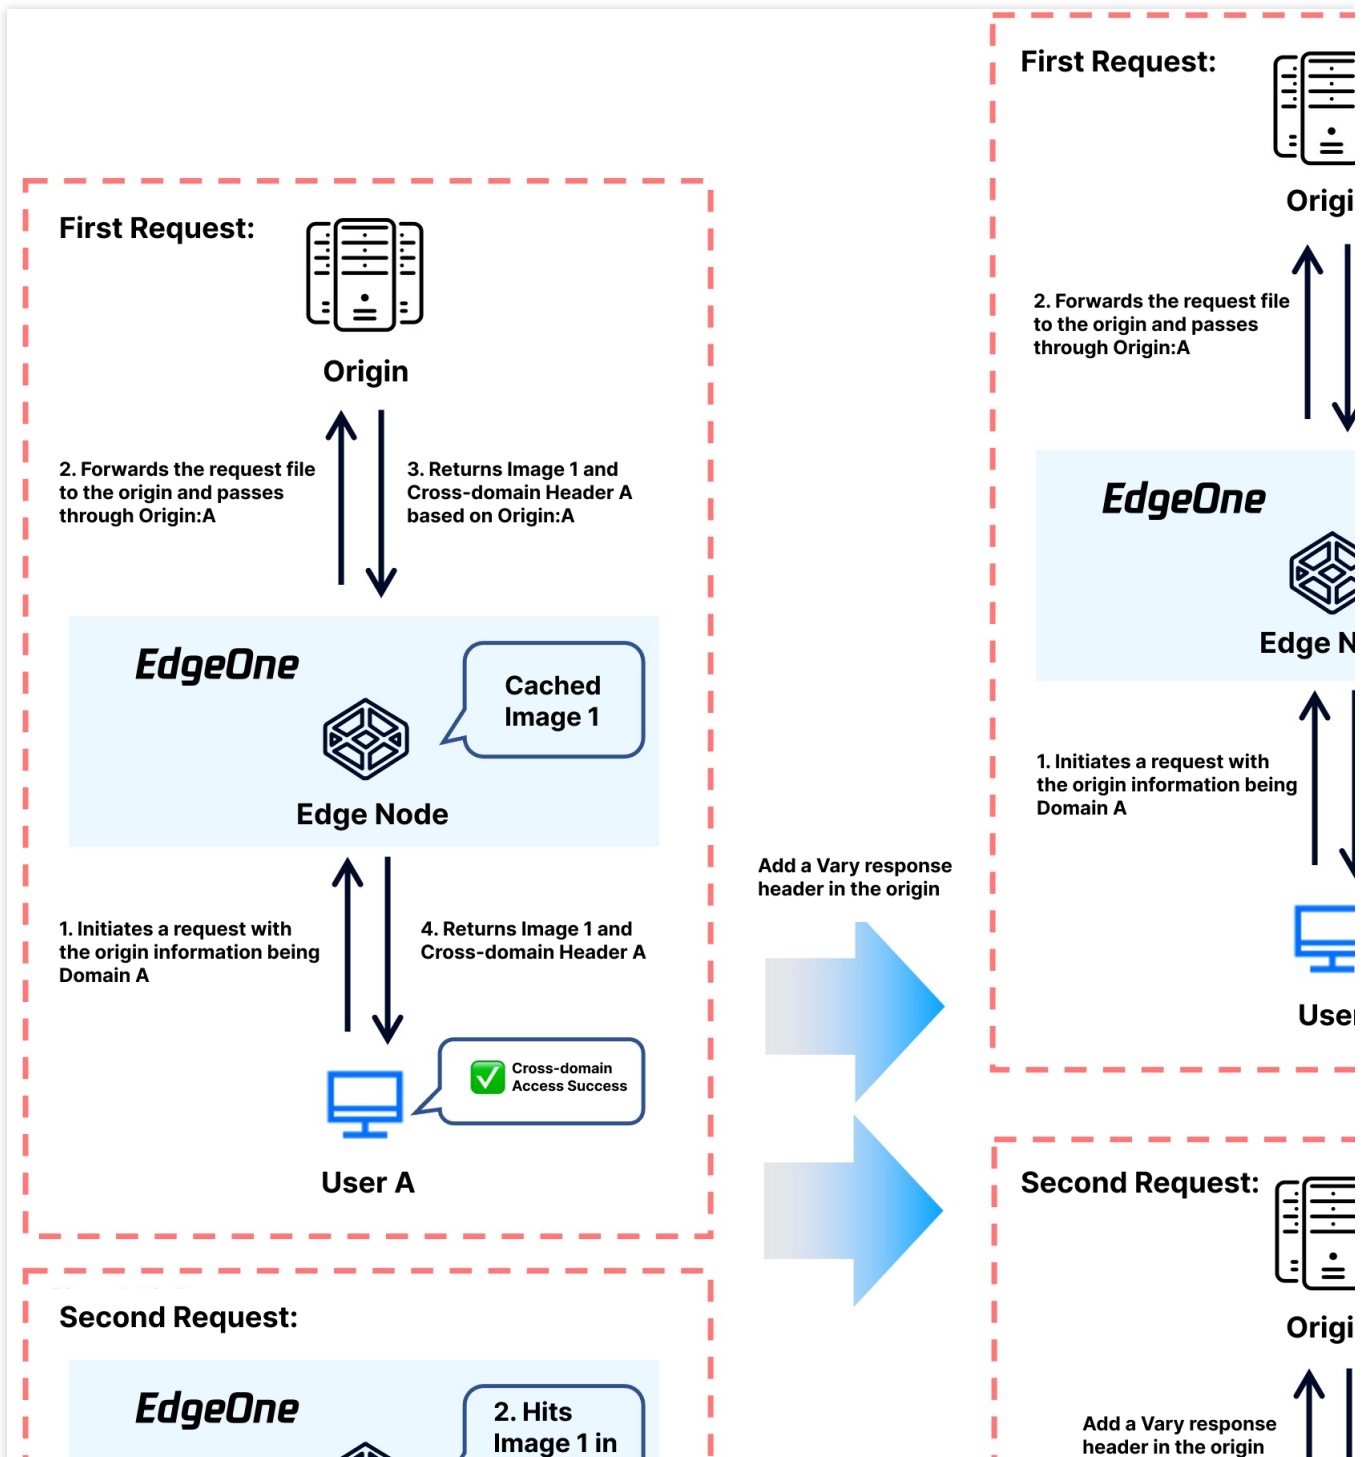 First Request:
Origin
2. Forwards the request file
to the origin and passes
through Origin:A
3. Returns Image 1 and
Cross-domain Header A
based on Origin:A
EdgeOne
Cached
Image 1
Edge Node
1. Initiates a request with
the origin information being
Domain A
4. Returns Image 1 and
Cross-domain Header A
Cross-domain
Access Success
User A
Second Request:
EdgeOne
2. Hits
Image 1 in
Add a Vary response
header in the origin
First Request:
Origi
2. Forwards the request file
to the origin and passes
through Origin:A
EdgeOne
Edge N
1. Initiates a request with
the origin information being
Domain A
User
Second Request:
Origi
Add a Vary response
header in the origin